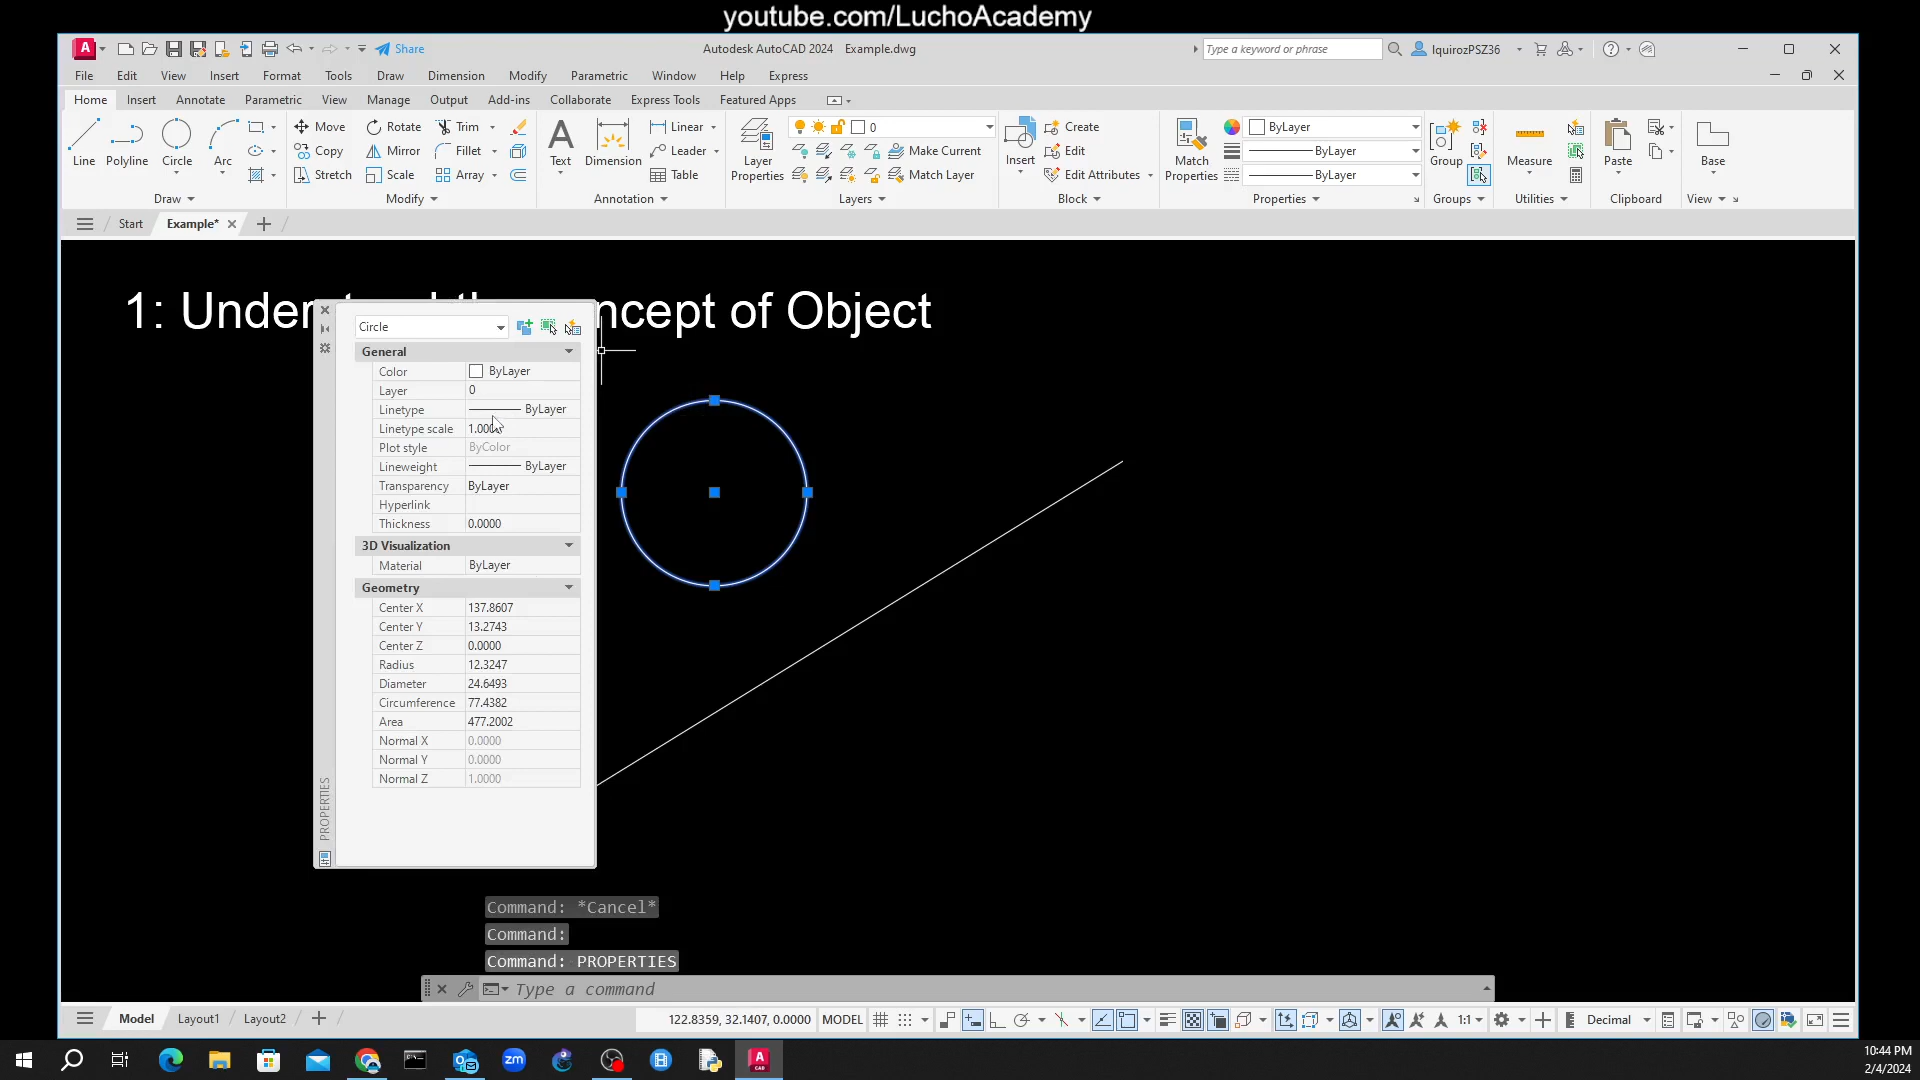 youtube.com/LuchoAcademy
A Share Autodesk AutoCAD 2024 Example.dwg Type a keyword or phrase lquirozPSZ36
File Edit View Insert Format Tools Draw Dimension Modify Parametric Window Help Express
Home Insert Annotate Parametric View Manage Output Add-ins Collaborate Express Tools Featured Apps
Line Polyline Circle Arc
Move Rotate Trim
Copy Mirror Fillet
Stretch Scale Array
Text Dimension
Linear
Leader
Table
Layer Properties
0
Make Current
Match Layer
Insert
Create
Edit
Edit Attributes
Match Properties
ByLayer
ByLayer
ByLayer
Group
Measure
Paste
Base
Draw Modify Annotation Layers Block Properties Groups Utilities Clipboard View
Start Example*
1: Under ncept of Object
Circle
General
Color ByLayer
Layer 0
Linetype ByLayer
Linetype scale 1.000
Plot style ByColor
Lineweight ByLayer
Transparency ByLayer
Hyperlink
Thickness 0.0000
3D Visualization
Material ByLayer
Geometry
Center X 137.8607
Center Y 13.2743
Center Z 0.0000
Radius 12.3247
Diameter 24.6493
Circumference 77.4382
Area 477.2002
Normal X 0.0000
Normal Y 0.0000
Normal Z 1.0000
PROPERTIES
Command: *Cancel*
Command:
Command: PROPERTIES
Type a command
Model Layout1 Layout2
122.8359, 32.1407, 0.0000 MODEL 1:1 Decimal
zm
A CAD
10:44 PM
2/4/2024